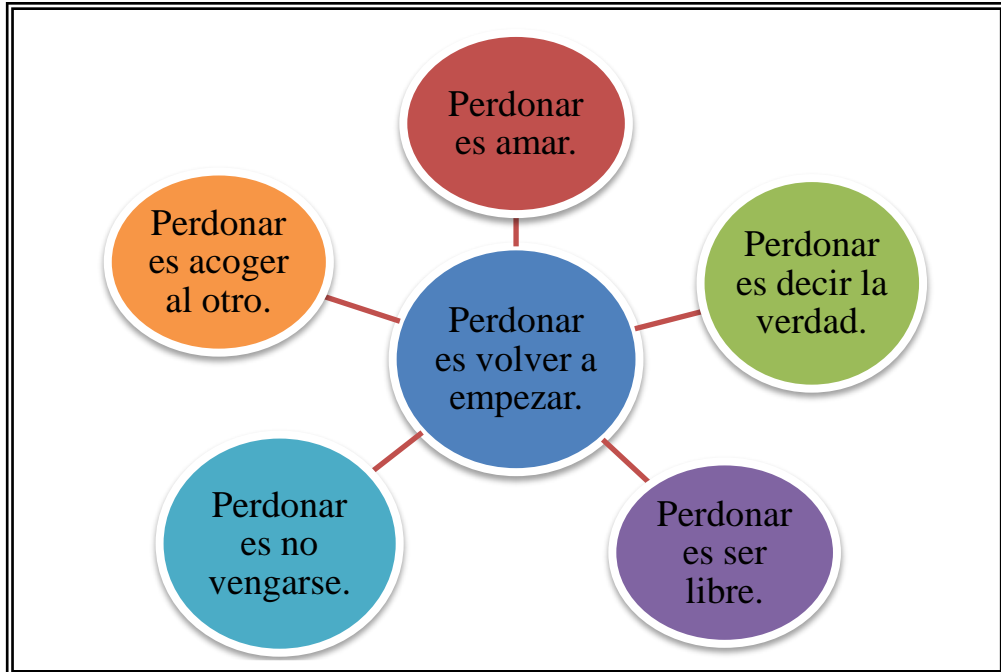 Perdonar
es amar.
Perdonar
es acoger
al otro.
Perdonar
es decir la
verdad.
Perdonar
es volver a
empezar.
Perdonar
es no
vengarse.
Perdonar
es ser
libre.